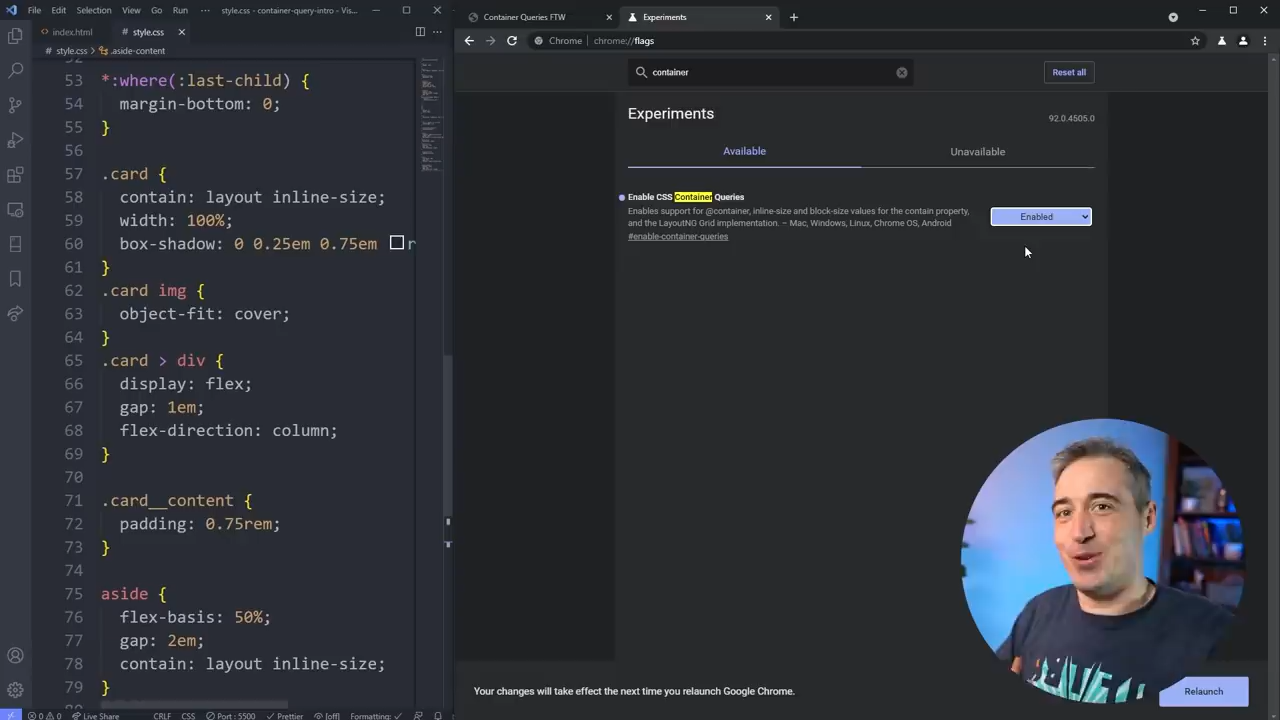 File Edit Selection View Go Run ··· style.css - container-query-intro - Vis...
index.html
style.css
style.css > .aside-content
52
53 *:where(:last-child) {
54 margin-bottom: 0;
55 }
56
57 .card {
58 contain: layout inline-size;
59 width: 100%;
60 box-shadow: 0 0.25em 0.75em r
61 }
62 .card img {
63 object-fit: cover;
64 }
65 .card > div {
66 display: flex;
67 gap: 1em;
68 flex-direction: column;
69 }
70
71 .card__content {
72 padding: 0.75rem;
73 }
74
75 aside {
76 flex-basis: 50%;
77 gap: 2em;
78 contain: layout inline-size;
79 }
0 0 Live Share CRLF CSS Port : 5500 Prettier [off] Formatting: ✓
Container Queries FTW
Experiments
Chrome | chrome://flags
container
Reset all
Experiments
92.0.4505.0
Available
Unavailable
Enable CSS Container Queries
Enables support for @container, inline-size and block-size values for the contain property,
and the LayoutNG Grid implementation. – Mac, Windows, Linux, Chrome OS, Android
#enable-container-queries
Enabled
Your changes will take effect the next time you relaunch Google Chrome.
Relaunch